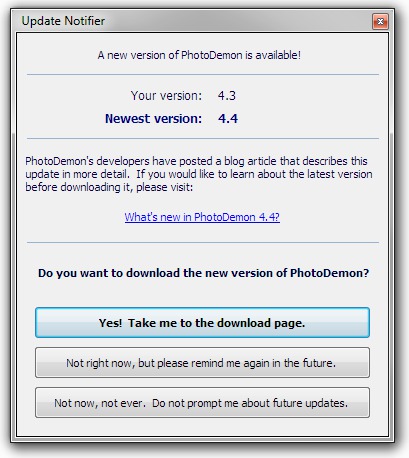 Update Notifier
A new version of PhotoDemon is available!
Your version: 4.3
Newest version: 4.4
PhotoDemon's developers have posted a blog article that describes this
update in more detail.  If you would like to learn about the latest version
before downloading it, please visit:
What's new in PhotoDemon 4.4?
Do you want to download the new version of PhotoDemon?
Yes!  Take me to the download page.
Not right now, but please remind me again in the future.
Not now, not ever.  Do not prompt me about future updates.